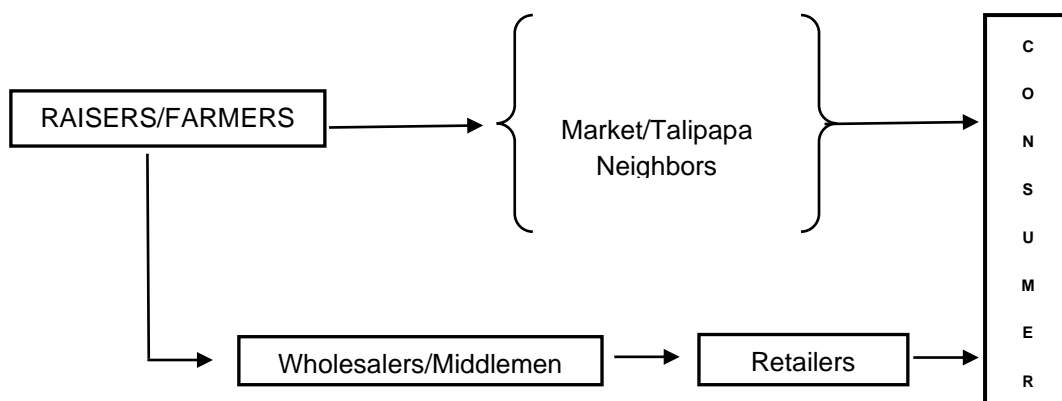 RAISERS/FARMERS
Market/Talipapa
Neighbors
Wholesalers/Middlemen
Retailers
C
O
N
S
U
M
E
R